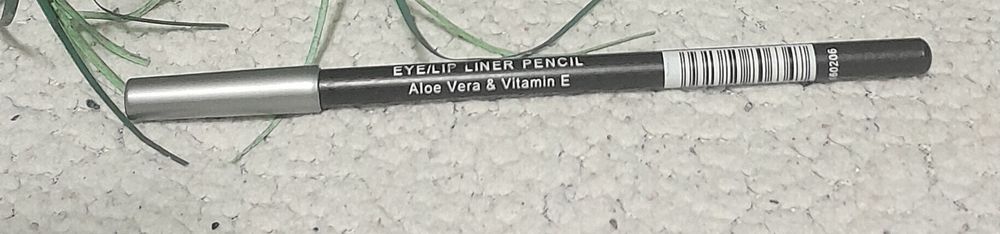 EYE/LIP LINER PENCIL
Aloe Vera & Vitamin E
60206